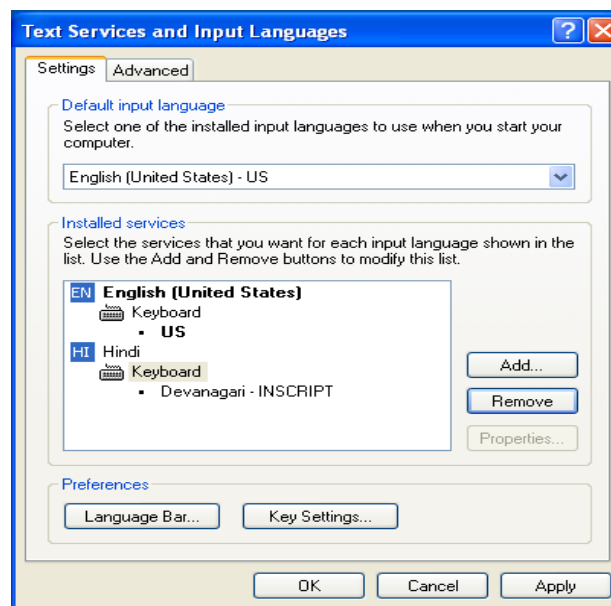 Text Services and Input Languages
Settings Advanced
Default input language
Select one of the installed input languages to use when you start your
computer.
English (United States) - US
Installed services
Select the services that you want for each input language shown in the
list. Use the Add and Remove buttons to modify this list.
EN English (United States)
Keyboard
• US
HI Hindi
Keyboard
• Devanagari - INSCRIPT
Add...
Remove
Properties...
Preferences
Language Bar... Key Settings...
OK Cancel Apply